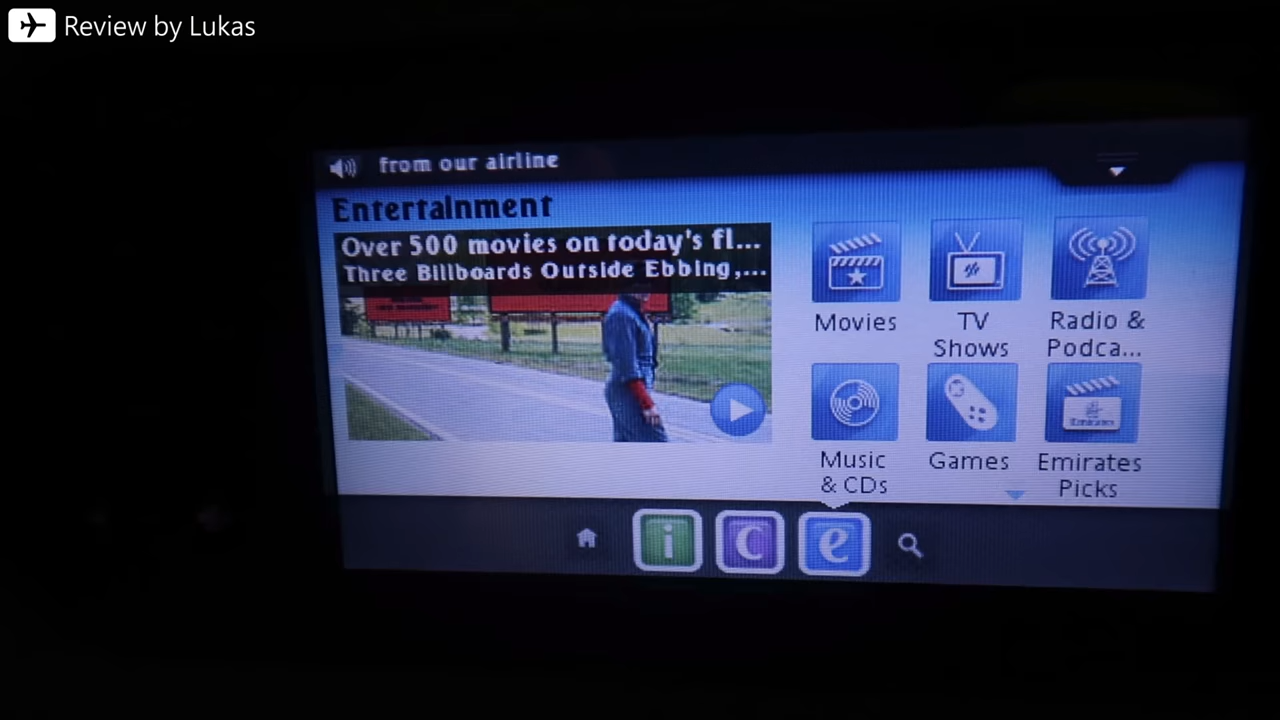 Review by Lukas
from our airline
Entertainment
Over 500 movies on today's fl...
Three Billboards Outside Ebbing,...
Movies
TV
Shows
Radio &
Podca...
Music
& CDs
Games
Emirates
Emirates
Picks
i
c
e